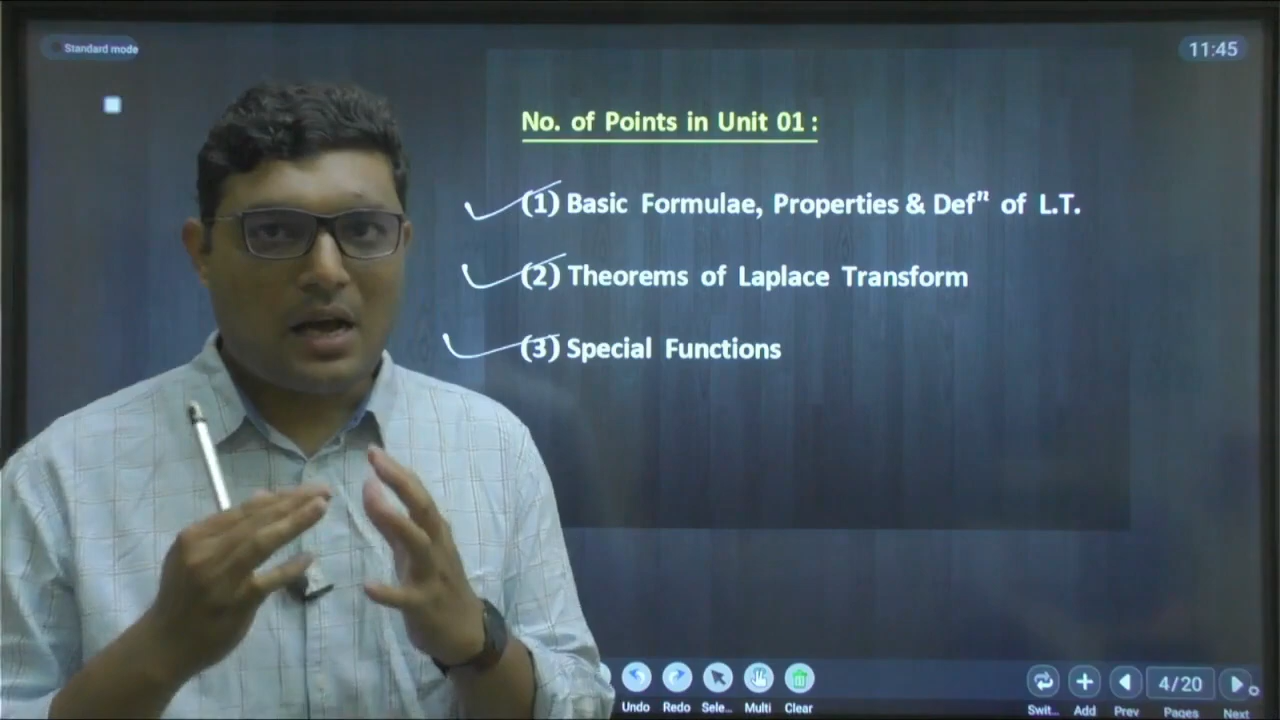 Standard mode
11:45
No. of Points in Unit 01 :
(1) Basic Formulae, Properties & Defⁿ of L.T.
(2) Theorems of Laplace Transform
(3) Special Functions
Undo Redo Sele... Multi Clear
Swit... Add Prev 4/20 Pages Next